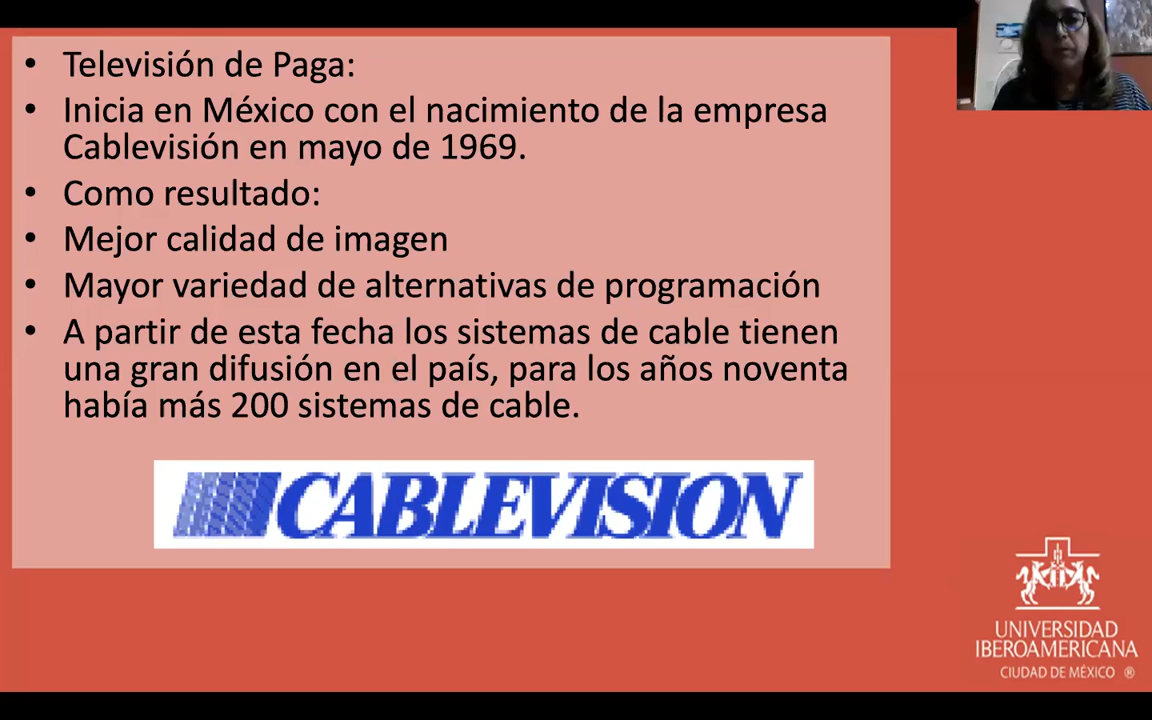 • Televisión de Paga:
• Inicia en México con el nacimiento de la empresa
Cablevisión en mayo de 1969.
• Como resultado:
• Mejor calidad de imagen
• Mayor variedad de alternativas de programación
• A partir de esta fecha los sistemas de cable tienen
una gran difusión en el país, para los años noventa
había más 200 sistemas de cable.
CABLEVISION
UNIVERSIDAD
IBEROAMERICANA
CIUDAD DE MÉXICO ®